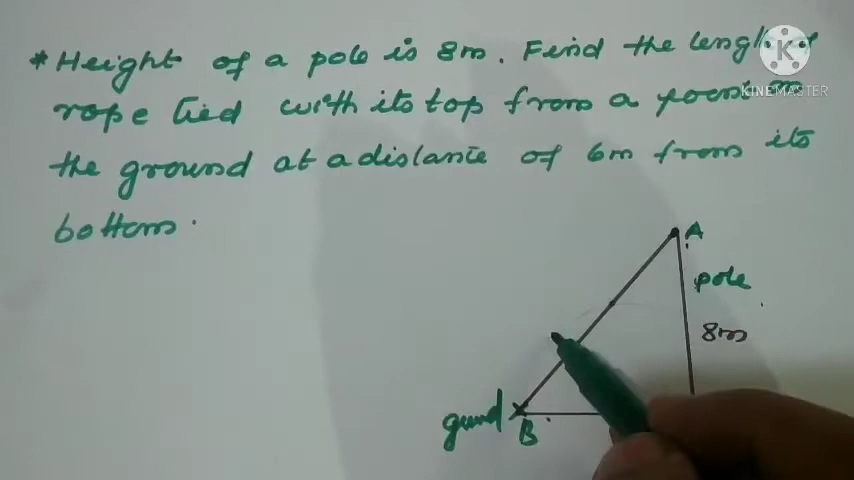 * Height of a pole is 8m. Find the length of
rope tied with its top from a point on
the ground at a distance of 6m from its
bottom.
A
pole
8m
ground
B
K
KINEMASTER